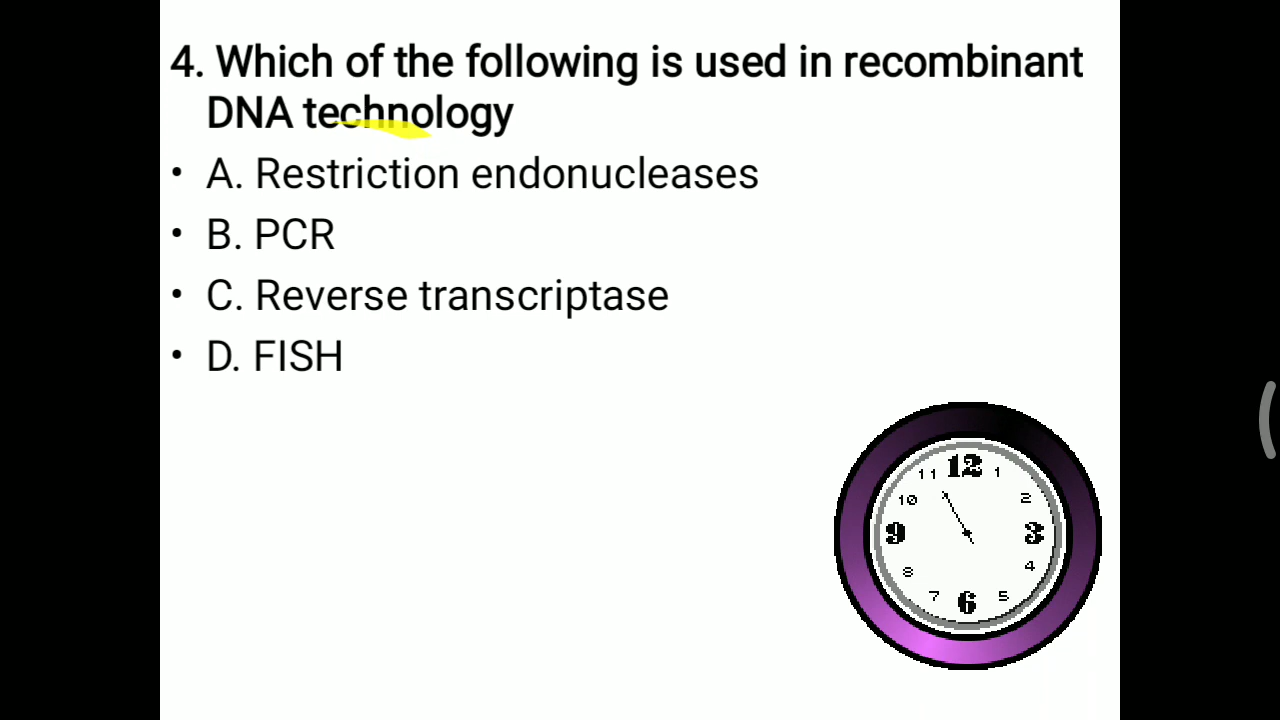 4. Which of the following is used in recombinant
DNA technology
• A. Restriction endonucleases
• B. PCR
• C. Reverse transcriptase
• D. FISH
12
11 1
10 2
9 3
8 4
7 5
6